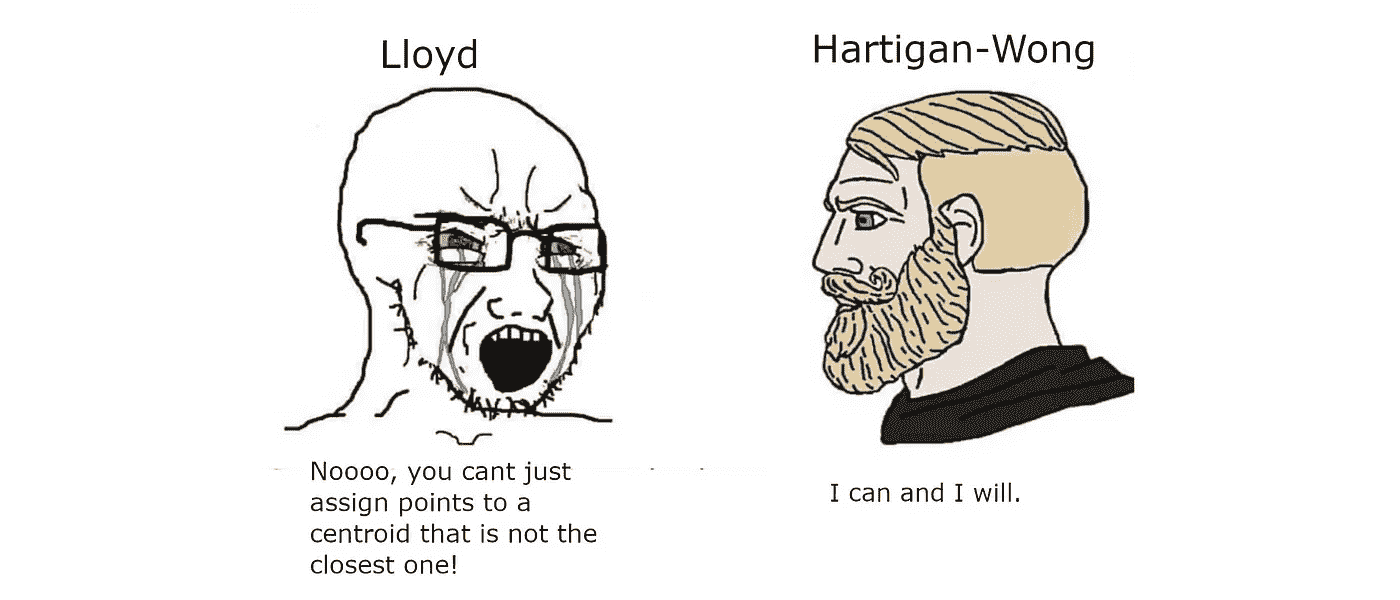 Lloyd
Hartigan-Wong
Noooo, you cant just
assign points to a
centroid that is not the
closest one!
I can and I will.